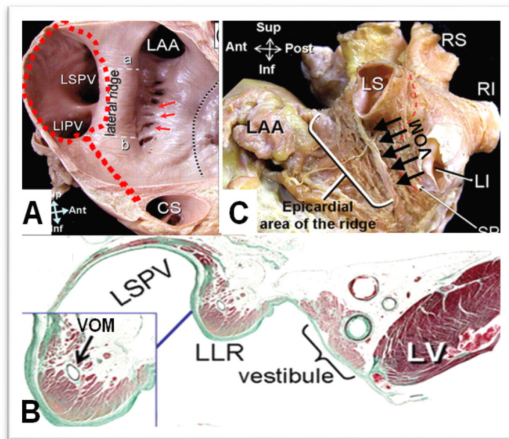 a
LAA
LSPV
lateral ridge
LIPV
b
CS
A
Sup
Ant
Inf
Sup
Ant
Post
Inf
C
RS
LS
RI
LAA
VOM
LI
Epicardial
area of the ridge
LSPV
VOM
LLR
vestibule
LV
B